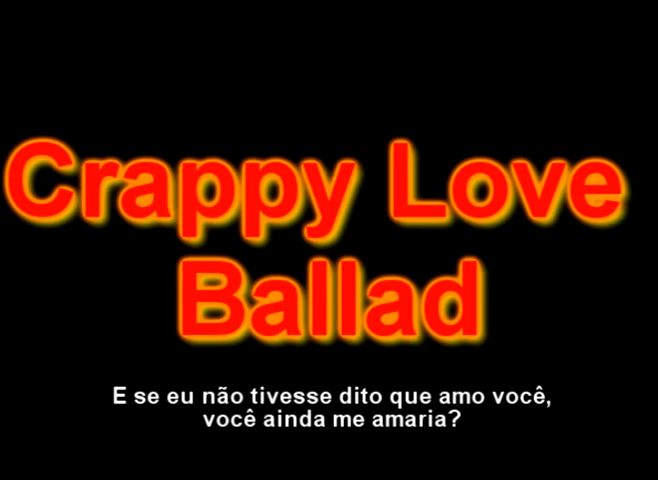 Crappy Love
Ballad
E se eu não tivesse dito que amo você,
você ainda me amaria?